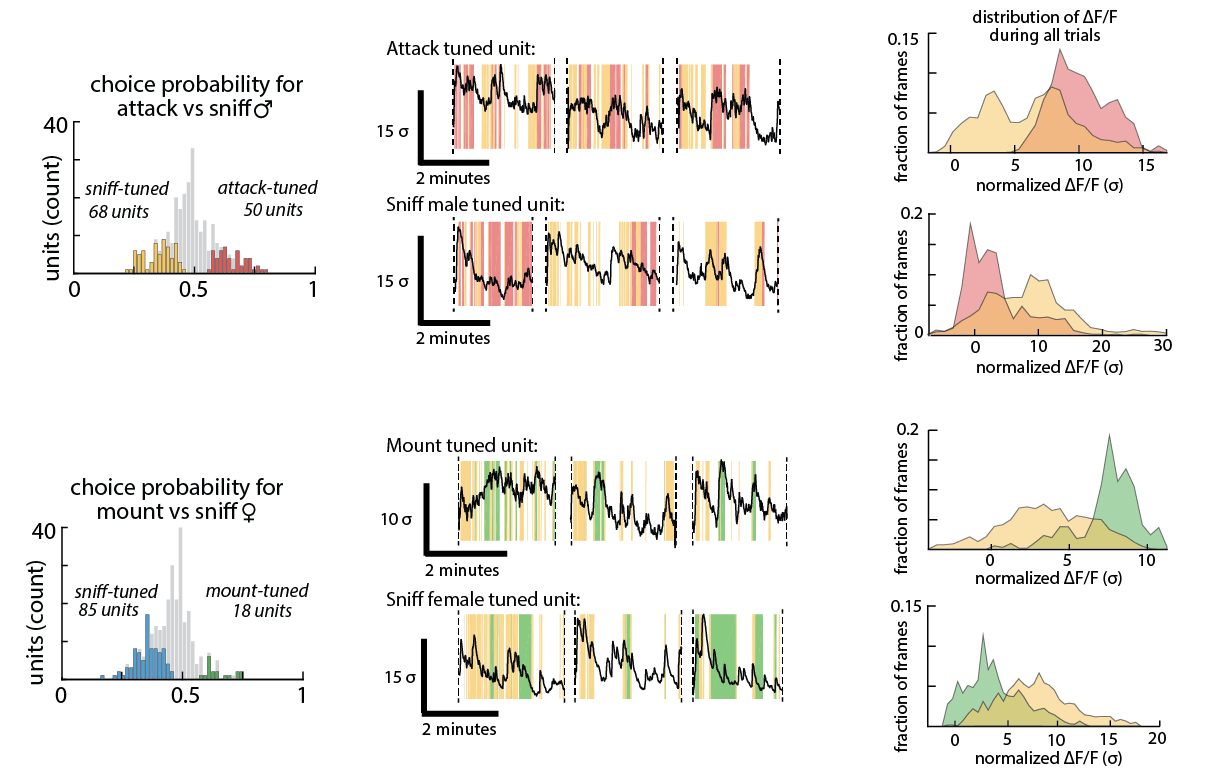 choice probability for
attack vs sniff♂
40
units (count)
sniff-tuned
68 units
attack-tuned
50 units
0
0.5
1
Attack tuned unit:
15 σ
2 minutes
Sniff male tuned unit:
15 σ
2 minutes
distribution of ΔF/F
during all trials
0.15
fraction of frames
0
5
10
15
normalized ΔF/F (σ)
0.2
fraction of frames
0
0
10
20
30
normalized ΔF/F (σ)
choice probability for
mount vs sniff♀
40
units (count)
sniff-tuned
85 units
mount-tuned
18 units
0
0.5
1
Mount tuned unit:
10 σ
2 minutes
Sniff female tuned unit:
15 σ
2 minutes
0.2
fraction of frames
0
5
10
normalized ΔF/F (σ)
0.15
fraction of frames
0
5
10
15
20
normalized ΔF/F (σ)